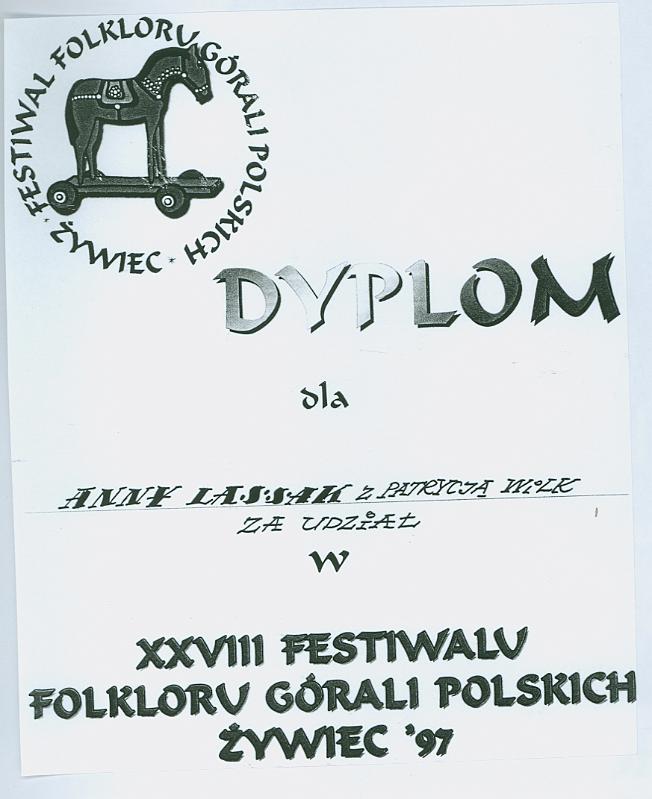 FESTIWAL FOLKLORU GÓRALI POLSKICH
* ŻYWIEC *
DYPLOM
dla
ANNY LASSAK Z PATRYCJĄ WILK
ZA UDZIAŁ
W
XXVIII FESTIWALU
FOLKLORU GÓRALI POLSKICH
ŻYWIEC '97